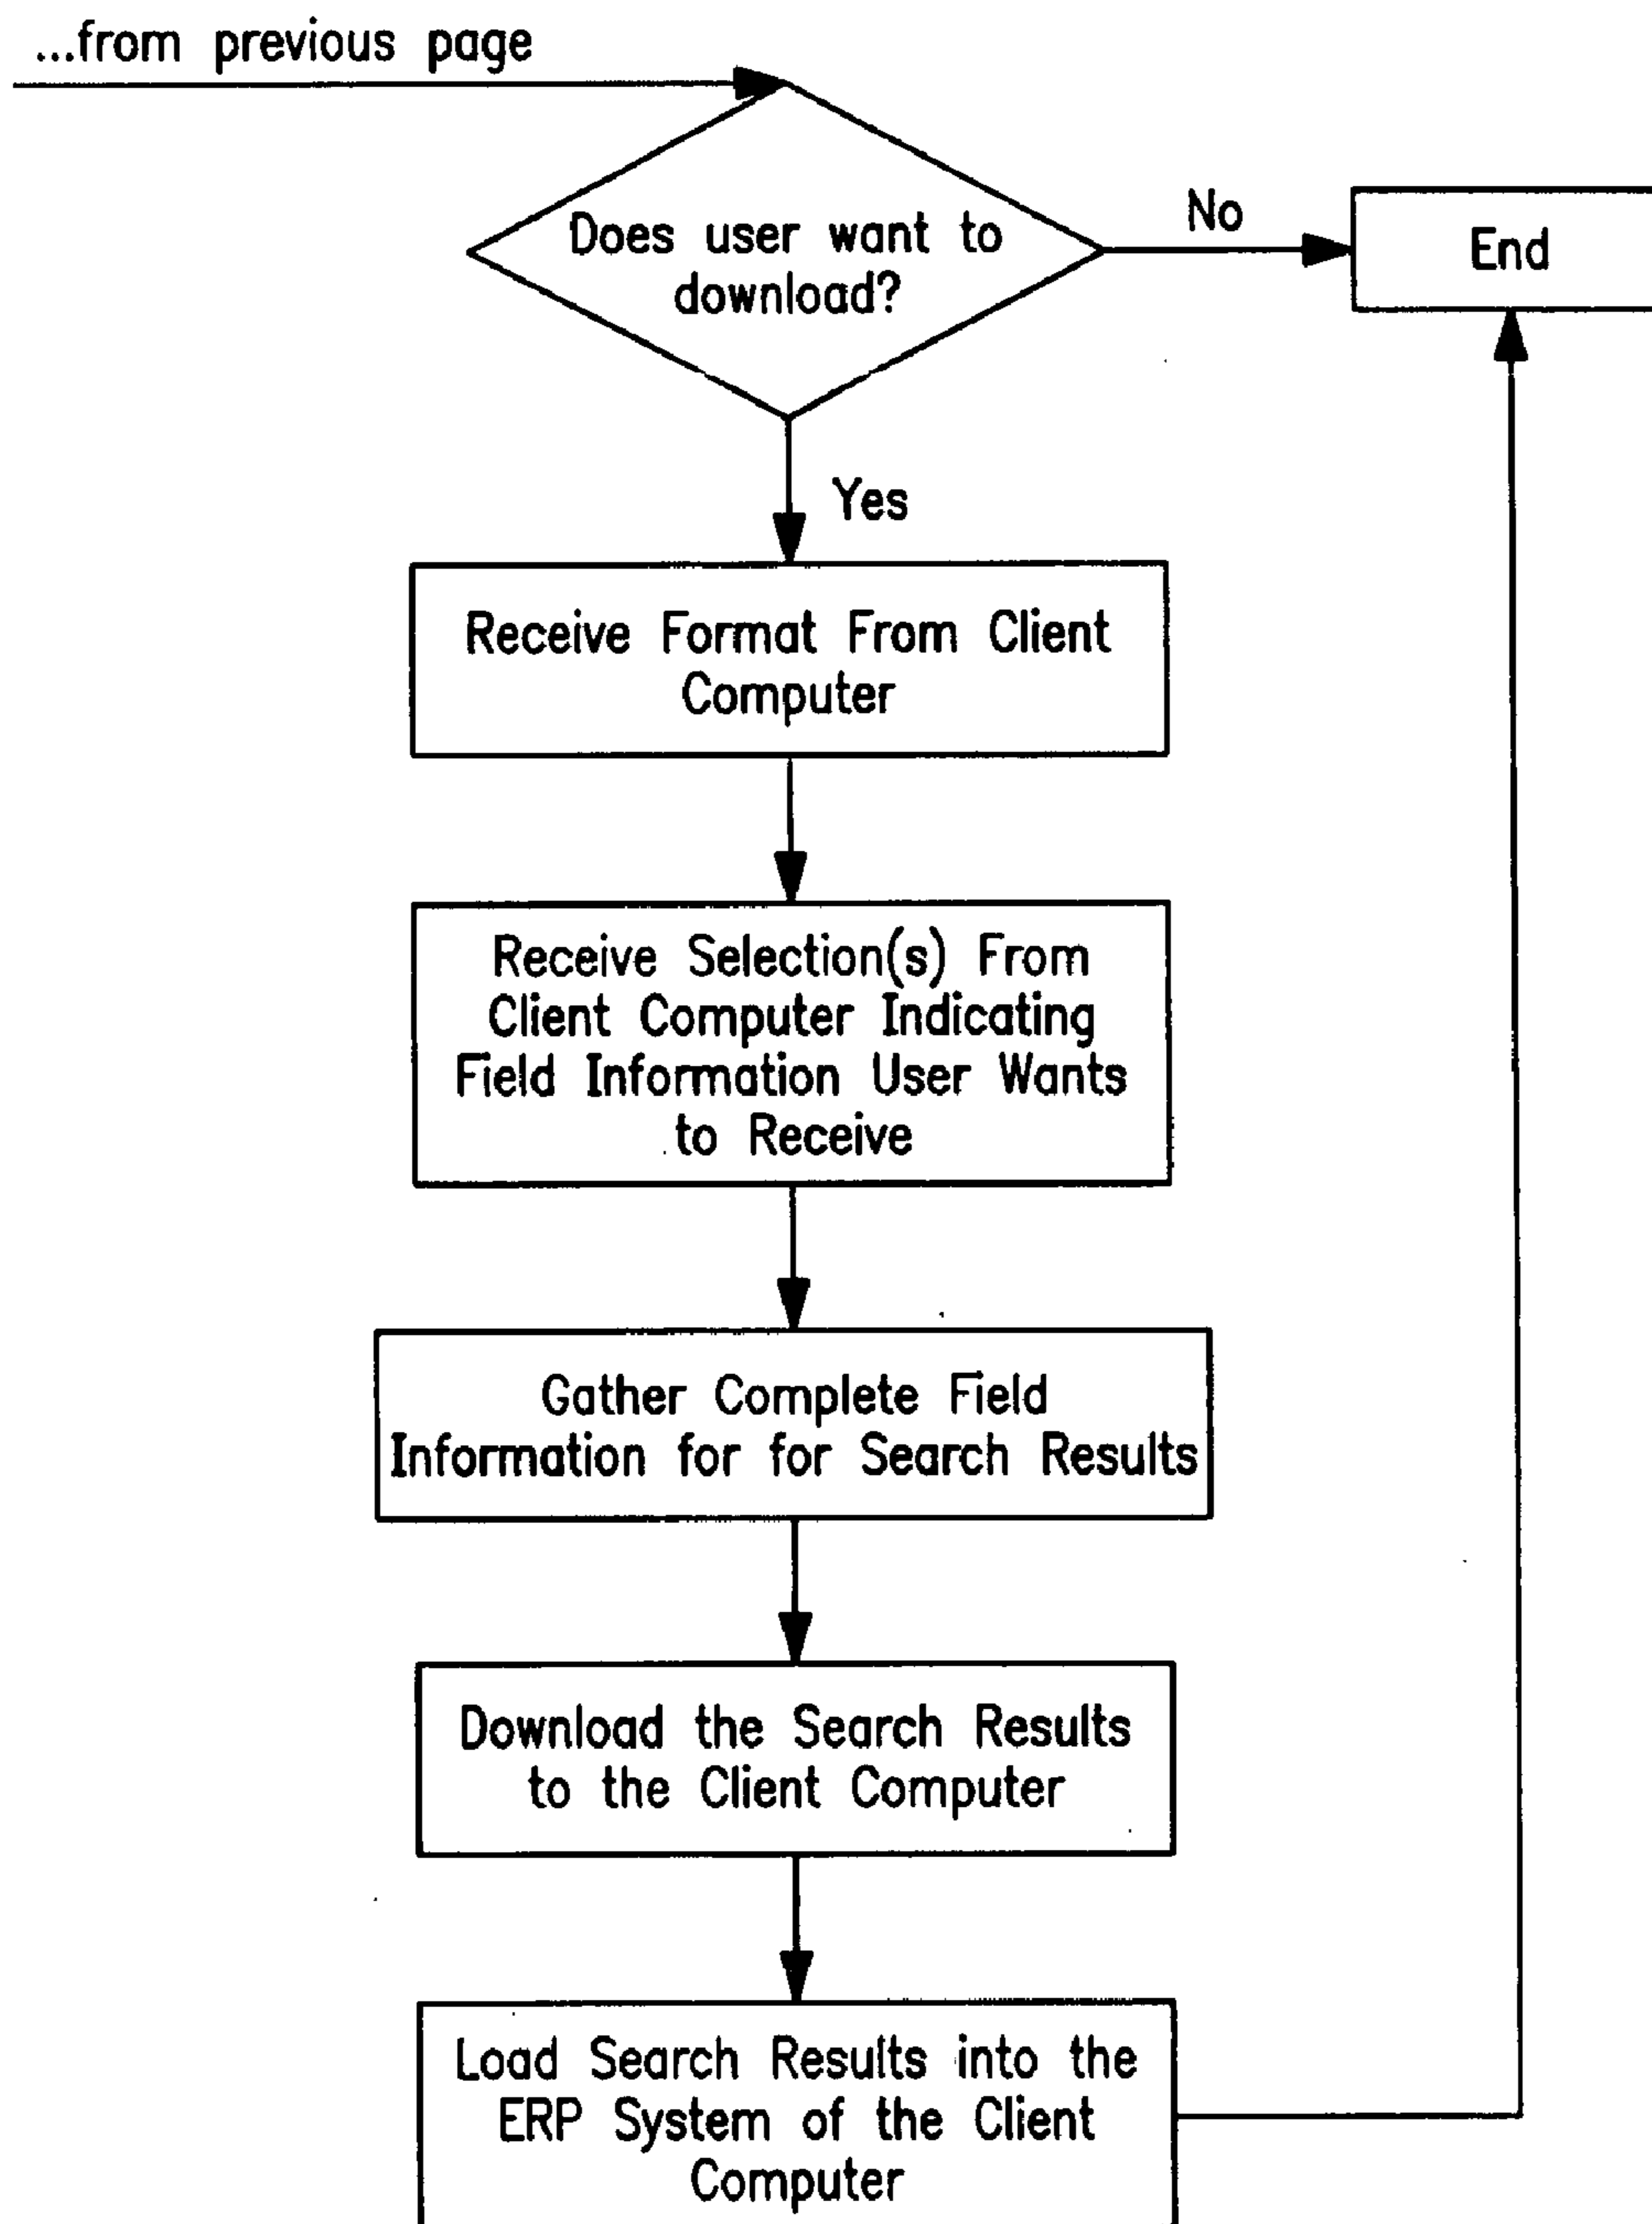 ...from previous page
Does user want to
download?
No
End
Yes
Receive Format From Client
Computer
Receive Selection(s) From
Client Computer Indicating
Field Information User Wants
to Receive
Gather Complete Field
Information for for Search Results
Download the Search Results
to the Client Computer
Load Search Results into the
ERP System of the Client
Computer